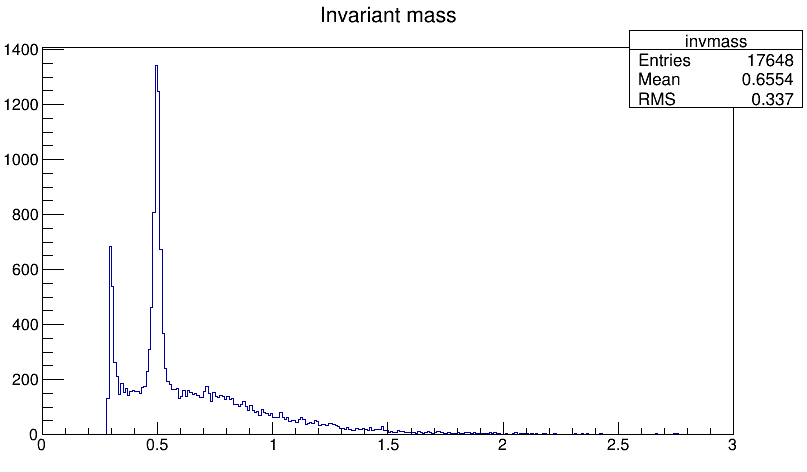 Invariant mass
invmass
Entries 17648
Mean 0.6554
RMS 0.337
1400
1200
1000
800
600
400
200
0
0 0.5 1 1.5 2 2.5 3